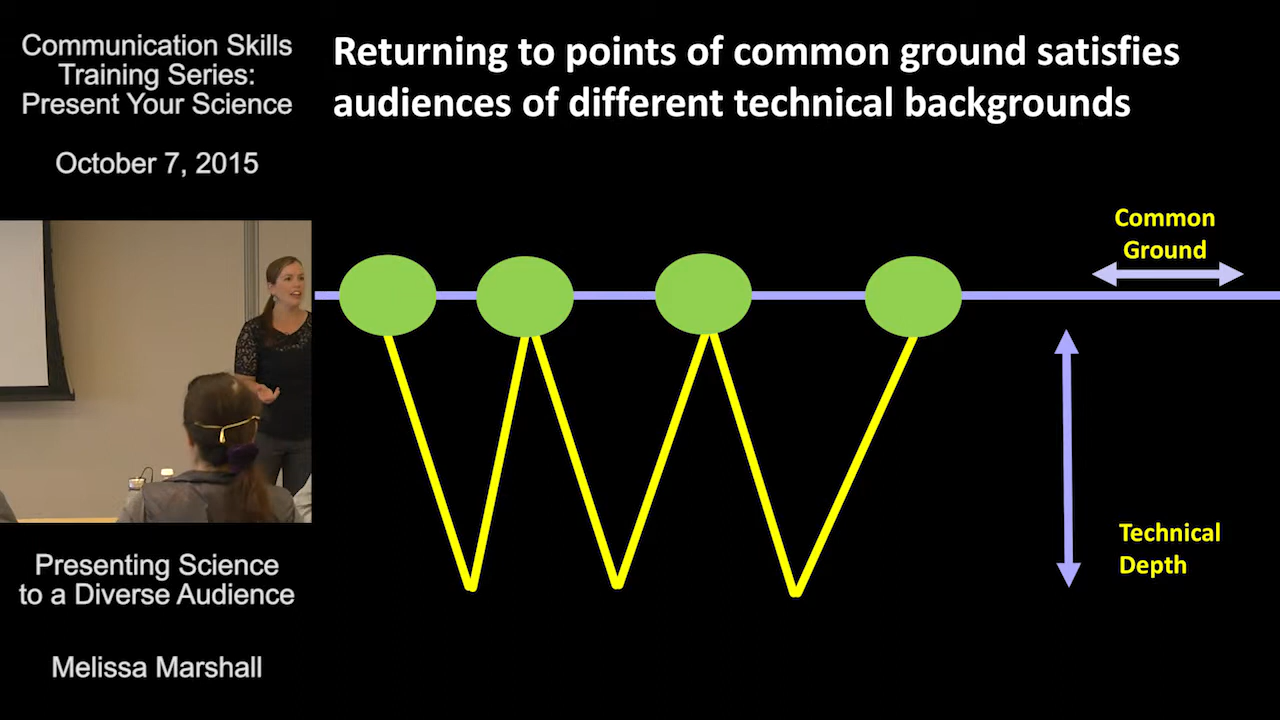 Communication Skills
Training Series:
Present Your Science
October 7, 2015
Returning to points of common ground satisfies
audiences of different technical backgrounds
Common
Ground
Technical
Depth
Presenting Science
to a Diverse Audience
Melissa Marshall